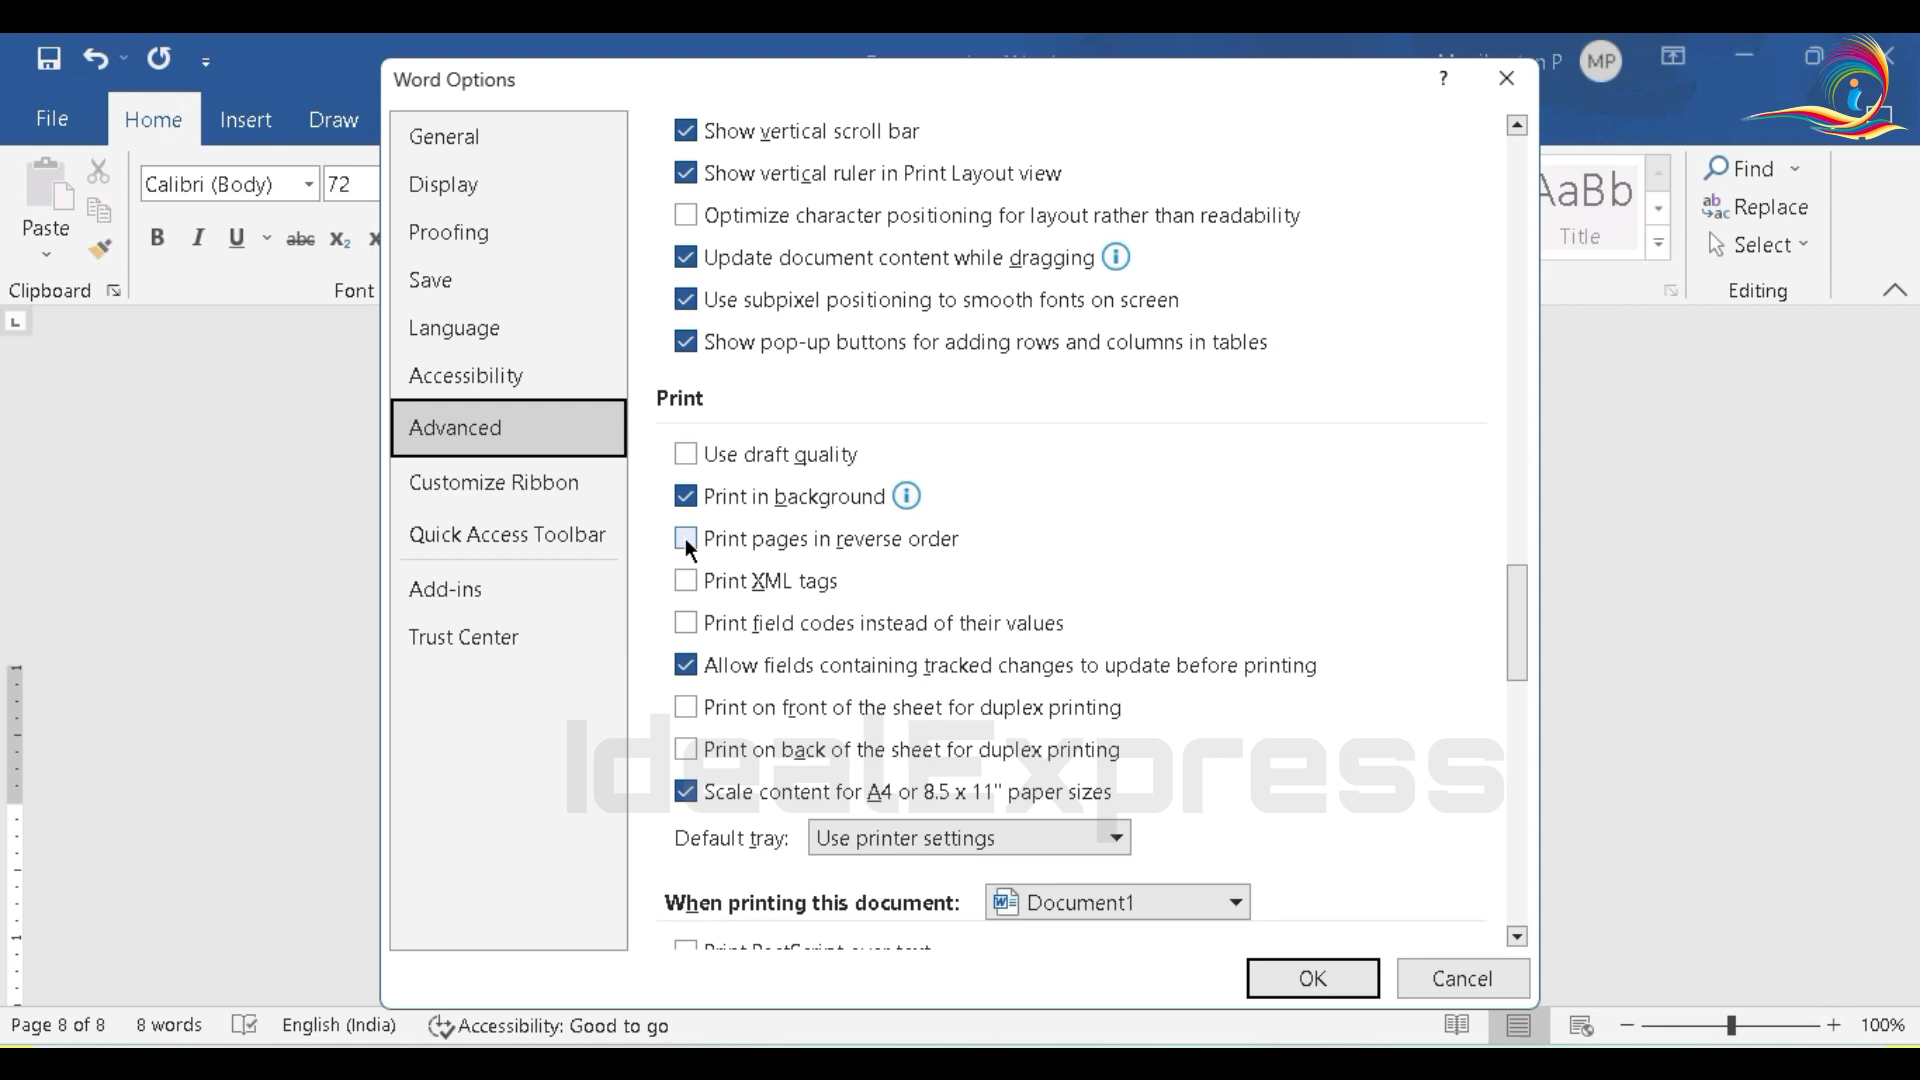 MP
File
Home
Insert
Draw
Calibri (Body)
72
Paste
B I U abc X₂
Clipboard
Font
Word Options
?
General
Display
Proofing
Save
Language
Accessibility
Advanced
Customize Ribbon
Quick Access Toolbar
Add-ins
Trust Center
Show vertical scroll bar
Show vertical ruler in Print Layout view
Optimize character positioning for layout rather than readability
Update document content while dragging
Use subpixel positioning to smooth fonts on screen
Show pop-up buttons for adding rows and columns in tables
Print
Use draft quality
Print in background
Print pages in reverse order
Print XML tags
Print field codes instead of their values
Allow fields containing tracked changes to update before printing
Print on front of the sheet for duplex printing
Print on back of the sheet for duplex printing
Scale content for A4 or 8.5 x 11" paper sizes
Default tray: Use printer settings
When printing this document: Document1
OK
Cancel
IdealExpress
AaBb
Title
Find
Replace
Select
Editing
Page 8 of 8
8 words
English (India)
Accessibility: Good to go
100%